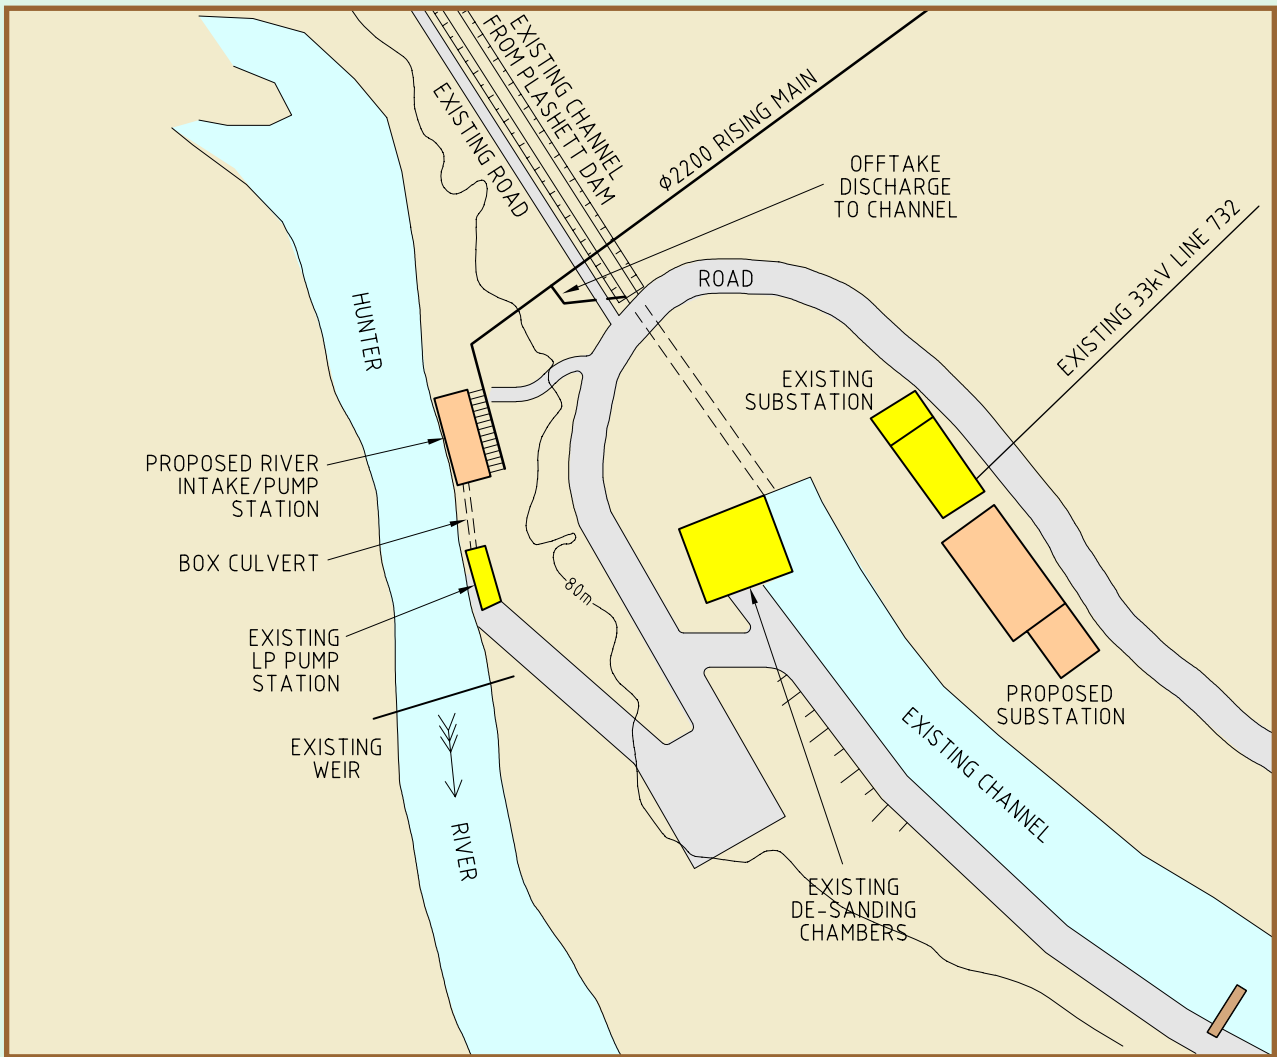 EXISTING CHANNEL
FROM PLASHETT DAM
EXISTING ROAD
ϕ2200 RISING MAIN
OFFTAKE
DISCHARGE
TO CHANNEL
EXISTING 33kV LINE 732
ROAD
HUNTER
EXISTING
SUBSTATION
PROPOSED RIVER
INTAKE/PUMP
STATION
BOX CULVERT
80m
EXISTING
LP PUMP
STATION
PROPOSED
SUBSTATION
EXISTING
WEIR
EXISTING CHANNEL
RIVER
EXISTING
DE-SANDING
CHAMBERS